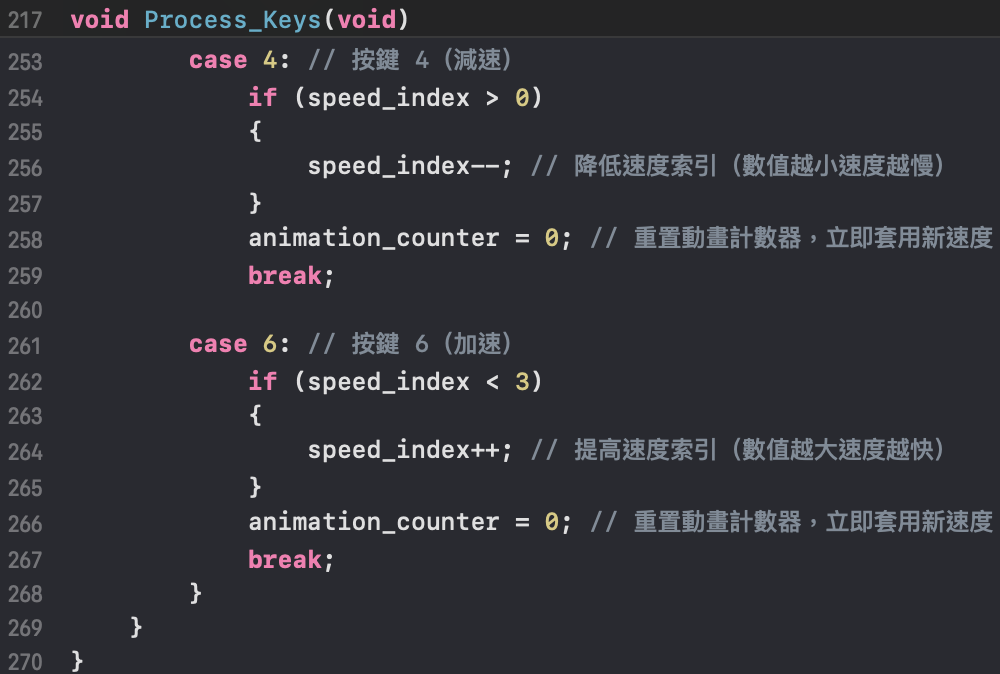 217 void Process_Keys(void)
253 case 4: // 按鍵 4（減速）
254 if (speed_index > 0)
255 {
256 speed_index--; // 降低速度索引（數值越小速度越慢）
257 }
258 animation_counter = 0; // 重置動畫計數器，立即套用新速度
259 break;
260
261 case 6: // 按鍵 6（加速）
262 if (speed_index < 3)
263 {
264 speed_index++; // 提高速度索引（數值越大速度越快）
265 }
266 animation_counter = 0; // 重置動畫計數器，立即套用新速度
267 break;
268 }
269 }
270 }